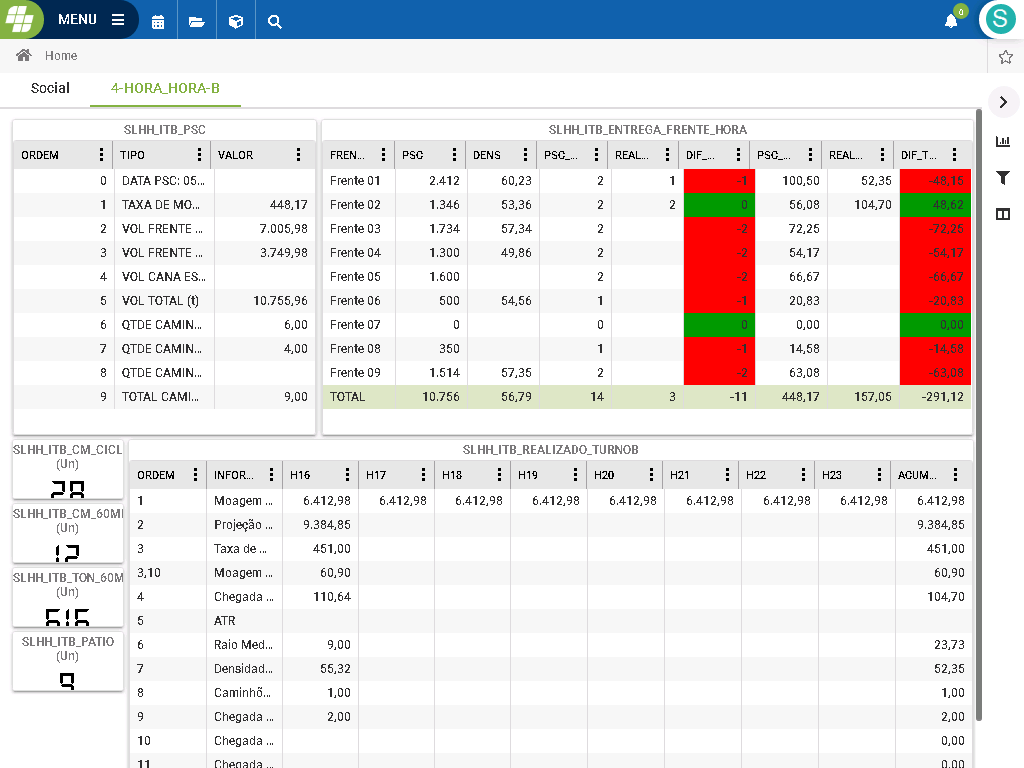 MENU
0
S
Home
Social 4-HORA_HORA-B
SLHH_ITB_PSC
ORDEM TIPO VALOR
0 DATA PSC: 05...
1 TAXA DE MO... 448,17
2 VOL FRENTE ... 7.005,98
3 VOL FRENTE ... 3.749,98
4 VOL CANA ES...
5 VOL TOTAL (t) 10.755,96
6 QTDE CAMIN... 6,00
7 QTDE CAMIN... 4,00
8 QTDE CAMIN...
9 TOTAL CAMI... 9,00
SLHH_ITB_ENTREGA_FRENTE_HORA
FREN... PSC DENS PSC_... REAL... DIF_... PSC_... REAL... DIF_T...
Frente 01 2.412 60,23 2 1 -1 100,50 52,35 -48,15
Frente 02 1.346 53,36 2 2 0 56,08 104,70 48,62
Frente 03 1.734 57,34 2 -2 72,25 -72,25
Frente 04 1.300 49,86 2 -2 54,17 -54,17
Frente 05 1.600 2 -2 66,67 -66,67
Frente 06 500 54,56 1 -1 20,83 -20,83
Frente 07 0 0 0 0,00 0,00
Frente 08 350 1 -1 14,58 -14,58
Frente 09 1.514 57,35 2 -2 63,08 -63,08
TOTAL 10.756 56,79 14 3 -11 448,17 157,05 -291,12
SLHH_ITB_CM_CICL
(Un)
28
SLHH_ITB_CM_60MI
(Un)
12
SLHH_ITB_TON_60M
(Un)
616
SLHH_ITB_PATIO
(Un)
9
SLHH_ITB_REALIZADO_TURNOB
ORDEM INFOR... H16 H17 H18 H19 H20 H21 H22 H23 ACUM...
1 Moagem ... 6.412,98 6.412,98 6.412,98 6.412,98 6.412,98 6.412,98 6.412,98 6.412,98 6.412,98
2 Projeção ... 9.384,85 9.384,85
3 Taxa de ... 451,00 451,00
3,10 Moagem ... 60,90 60,90
4 Chegada ... 110,64 104,70
5 ATR
6 Raio Med... 9,00 23,73
7 Densidad... 55,32 52,35
8 Caminhõ... 1,00 1,00
9 Chegada ... 2,00 2,00
10 Chegada ... 0,00
11 Chegada ... 0,00